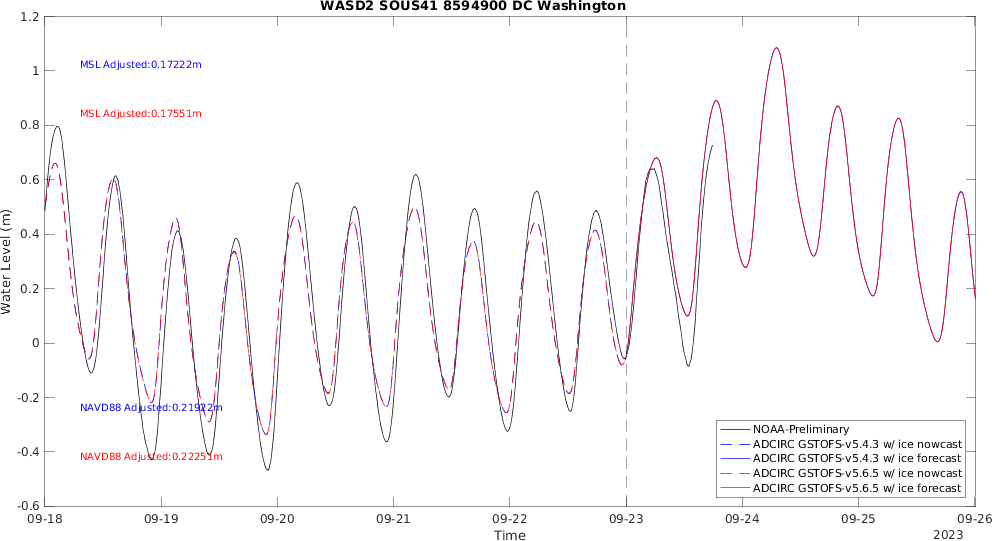 WASD2 SOUS41 8594900 DC Washington
1.2
1
0.8
0.6
0.4
0.2
0
-0.2
-0.4
-0.6
Water Level (m)
MSL Adjusted:0.17222m
MSL Adjusted:0.17551m
NAVD88 Adjusted:0.21922m
NAVD88 Adjusted:0.22251m
NOAA-Preliminary
ADCIRC GSTOFS-v5.4.3 w/ ice nowcast
ADCIRC GSTOFS-v5.4.3 w/ ice forecast
ADCIRC GSTOFS-v5.6.5 w/ ice nowcast
ADCIRC GSTOFS-v5.6.5 w/ ice forecast
09-18 09-19 09-20 09-21 09-22 09-23 09-24 09-25 09-26
Time
2023